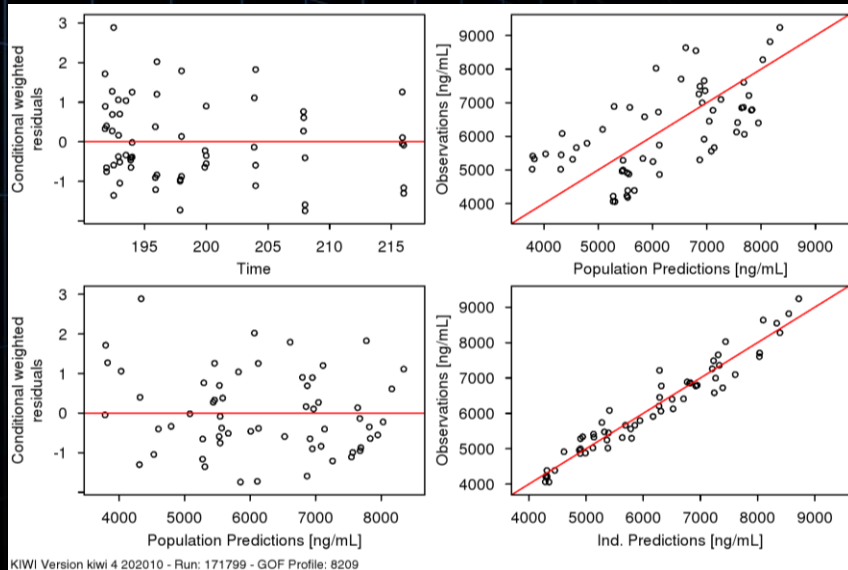 Conditional weighted
residuals
3
2
1
0
-1
195 200 205 210 215
Time
Observations [ng/mL]
9000
8000
7000
6000
5000
4000
4000 5000 6000 7000 8000 9000
Population Predictions [ng/mL]
Conditional weighted
residuals
3
2
1
0
-1
4000 5000 6000 7000 8000
Population Predictions [ng/mL]
Observations [ng/mL]
9000
8000
7000
6000
5000
4000
4000 5000 6000 7000 8000 9000
Ind. Predictions [ng/mL]
KIWI Version kiwi 4 202010 - Run: 171799 - GOF Profile: 8209